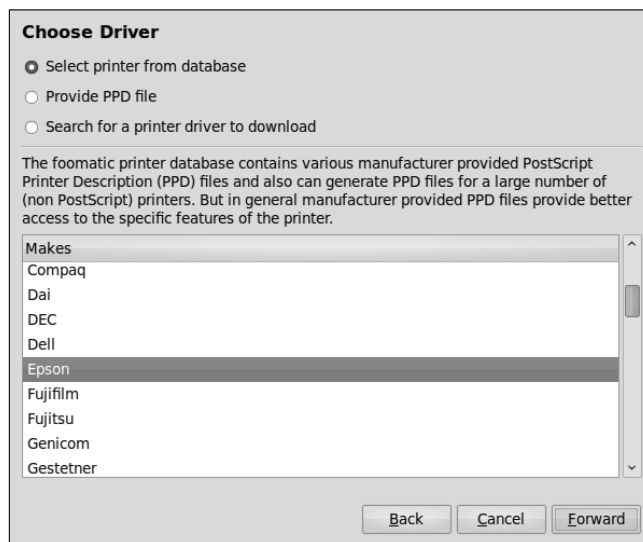 Choose Driver
Select printer from database
Provide PPD file
Search for a printer driver to download
The foomatic printer database contains various manufacturer provided PostScript
Printer Description (PPD) files and also can generate PPD files for a large number of
(non PostScript) printers. But in general manufacturer provided PPD files provide better
access to the specific features of the printer.
Makes
Compaq
Dai
DEC
Dell
Epson
Fujifilm
Fujitsu
Genicom
Gestetner
Back Cancel Forward